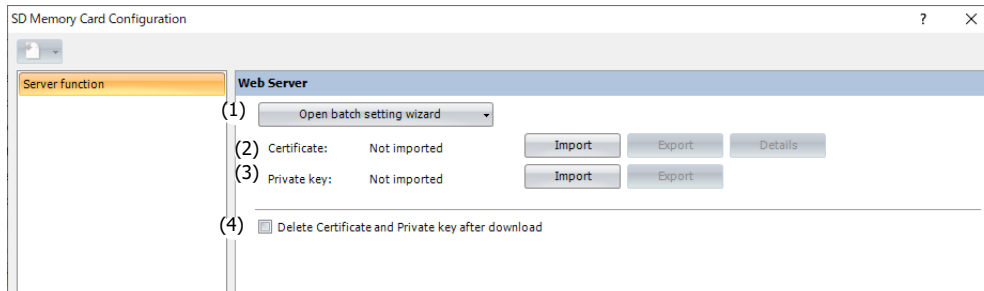 SD Memory Card Configuration ? X
Server function
Web Server
(1) Open batch setting wizard
(2) Certificate: Not imported Import Export Details
(3) Private key: Not imported Import Export
(4) Delete Certificate and Private key after download